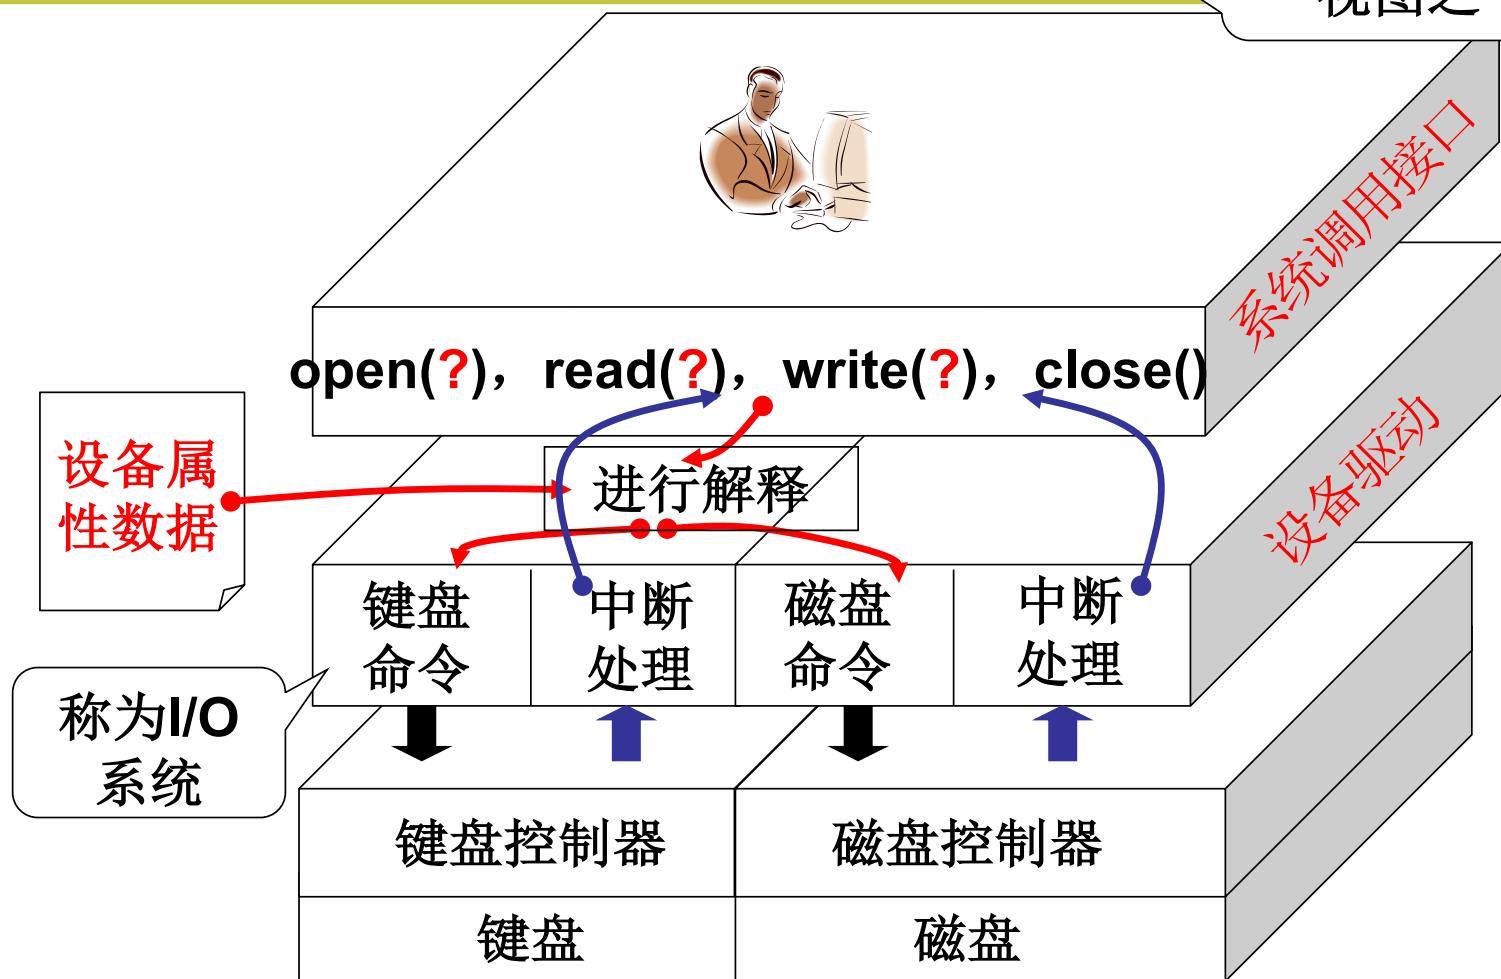 视图之
系统调用接口
open(?)，read(?)，write(?)，close()
设备驱动
设备属
性数据
进行解释
键盘
命令
中断
处理
磁盘
命令
中断
处理
称为I/O
系统
键盘控制器
磁盘控制器
键盘
磁盘